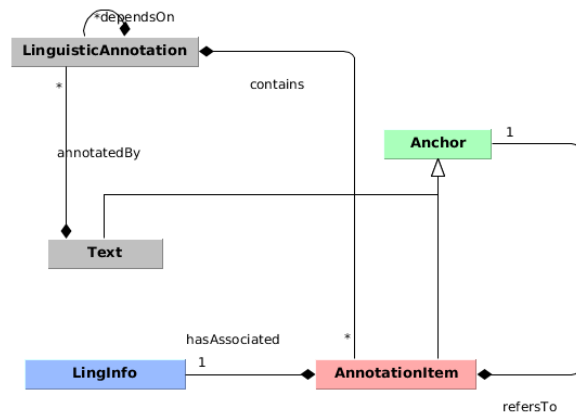 *dependsOn
LinguisticAnnotation
*
contains
1
Anchor
annotatedBy
Text
hasAssociated
*
1
LingInfo
AnnotationItem
refersTo